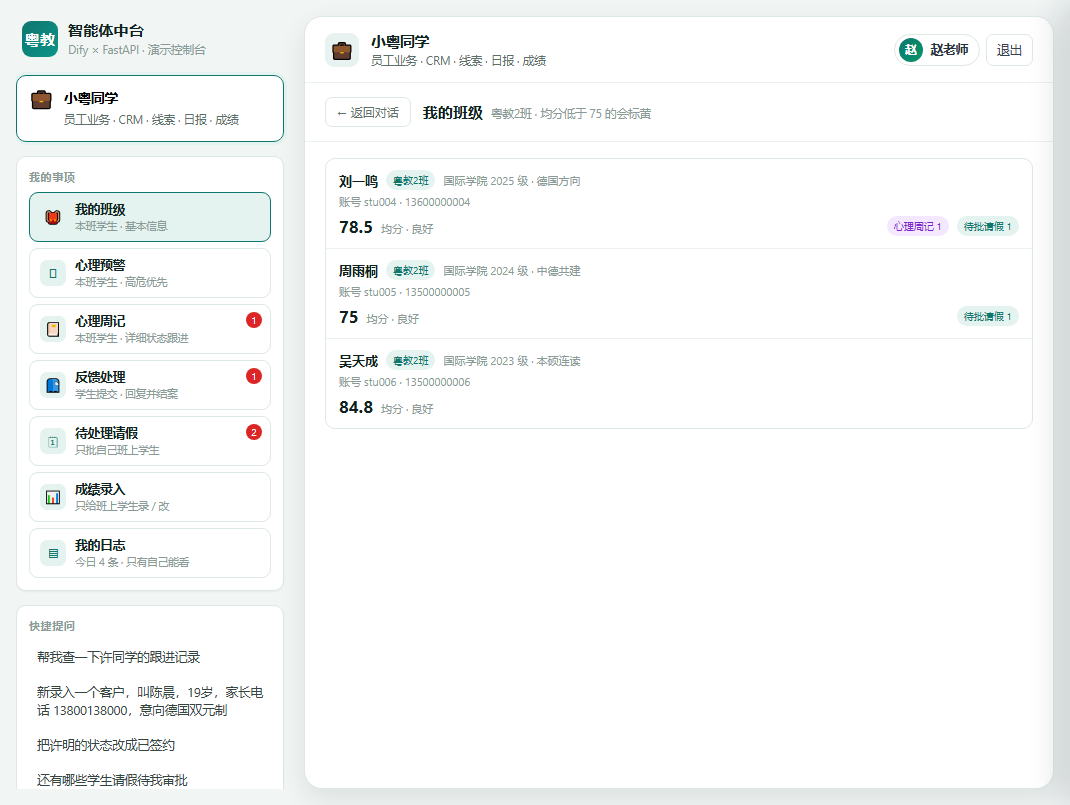 粤教
智能体中台
Dify × FastAPI · 演示控制台
小粤同学
员工业务 · CRM · 线索 · 日报 · 成绩
我的事项
我的班级
本班学生 · 基本信息
心理预警
本班学生 · 高危优先
心理周记
本班学生 · 详细状态跟进
1
反馈处理
学生提交 · 回复并结案
1
待处理请假
只批自己班上学生
2
成绩录入
只给班上学生录 / 改
我的日志
今日 4 条 · 只有自己能看
快捷提问
帮我查一下许同学的跟进记录
新录入一个客户，叫陈晨，19岁，家长电
话 13800138000，意向德国双元制
把许明的状态改成已签约
还有哪些学生请假待我审批
小粤同学
员工业务 · CRM · 线索 · 日报 · 成绩
赵 赵老师
退出
← 返回对话
我的班级 粤教2班 · 均分低于 75 的会标黄
刘一鸣 粤教2班 国际学院 2025 级 · 德国方向
账号 stu004 · 13600000004
78.5 均分 · 良好
心理周记 1 待批请假 1
周雨桐 粤教2班 国际学院 2024 级 · 中德共建
账号 stu005 · 13500000005
75 均分 · 良好
待批请假 1
吴天成 粤教2班 国际学院 2023 级 · 本硕连读
账号 stu006 · 13500000006
84.8 均分 · 良好